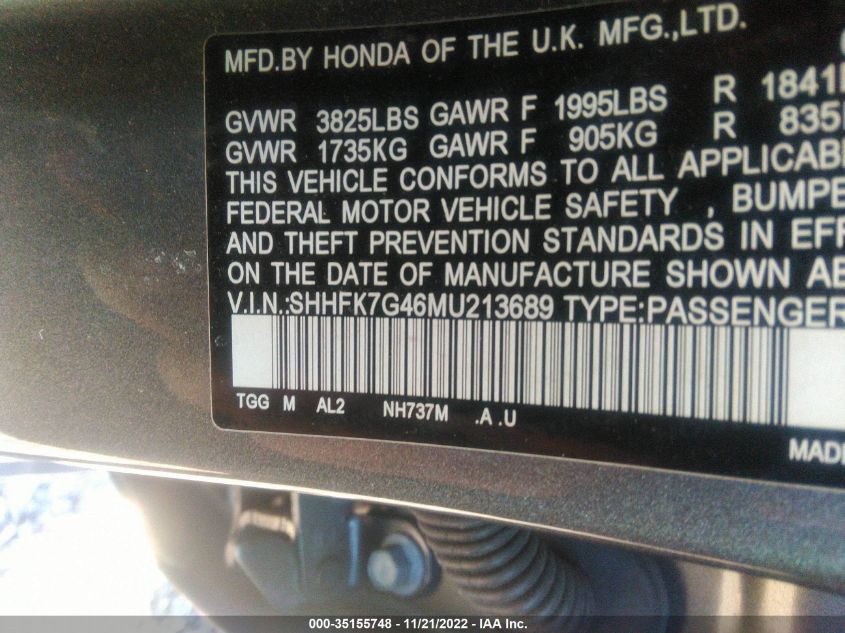 MFD.BY HONDA OF THE U.K. MFG.,LTD.
GVWR 3825LBS GAWR F 1995LBS R 1841
GVWR 1735KG GAWR F 905KG R 835
THIS VEHICLE CONFORMS TO ALL APPLICAB
FEDERAL MOTOR VEHICLE SAFETY , BUMPE
AND THEFT PREVENTION STANDARDS IN EFF
ON THE DATE OF MANUFACTURE SHOWN AB
V.I.N.:SHHFK7G46MU213689 TYPE:PASSENGER
TGG M AL2 NH737M .A .U
MADE
000-35155748 - 11/21/2022 - IAA Inc.